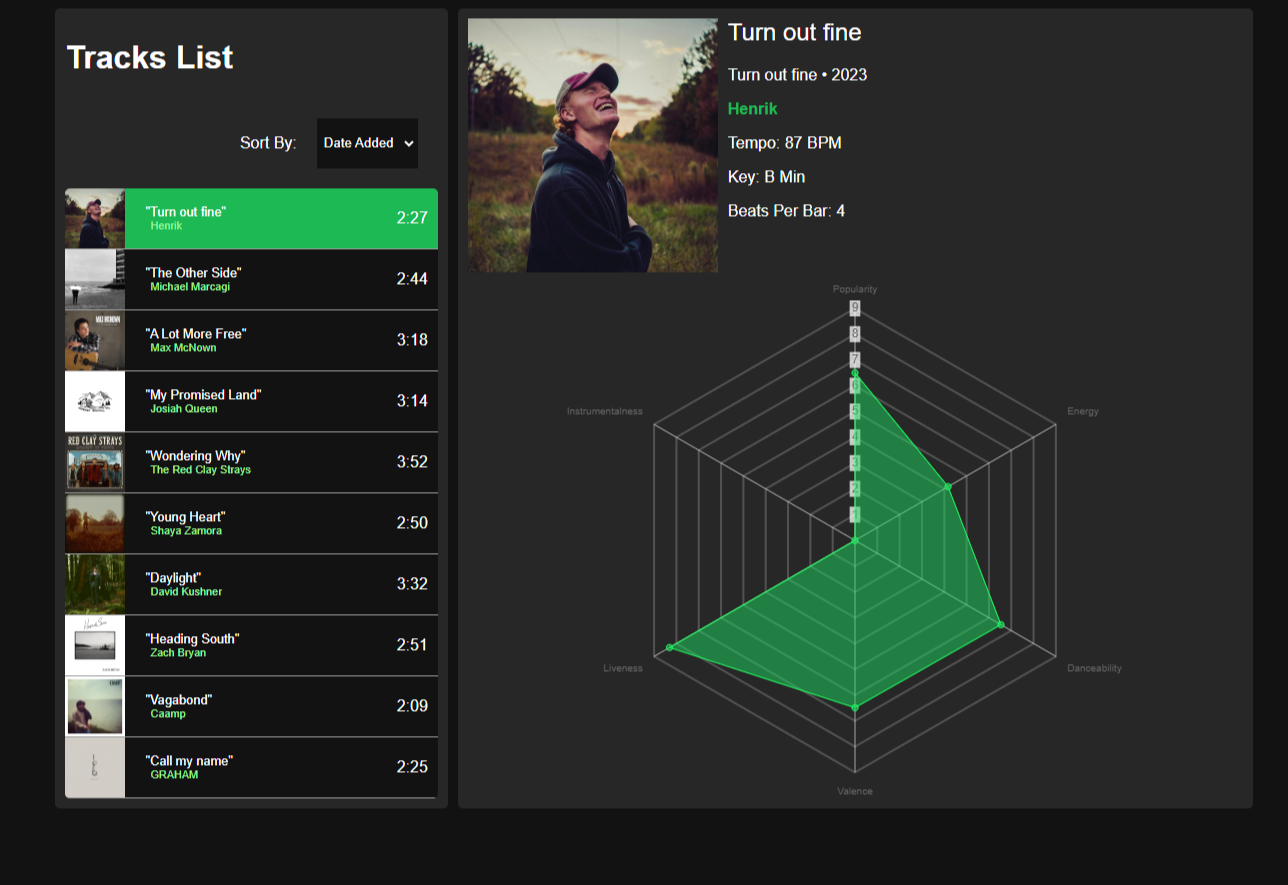 Tracks List
Sort By:
Date Added
"Turn out fine"
Henrik
2:27
"The Other Side"
Michael Marcagi
2:44
"A Lot More Free"
Max McNown
3:18
"My Promised Land"
Josiah Queen
3:14
RED CLAY STRAYS
"Wondering Why"
The Red Clay Strays
3:52
"Young Heart"
Shaya Zamora
2:50
"Daylight"
David Kushner
3:32
"Heading South"
Zach Bryan
2:51
"Vagabond"
Caamp
2:09
"Call my name"
GRAHAM
2:25
Turn out fine
Turn out fine • 2023
Henrik
Tempo: 87 BPM
Key: B Min
Beats Per Bar: 4
Popularity
9
8
7
6
5
4
3
2
1
Instrumentalness
Energy
Liveness
Danceability
Valence